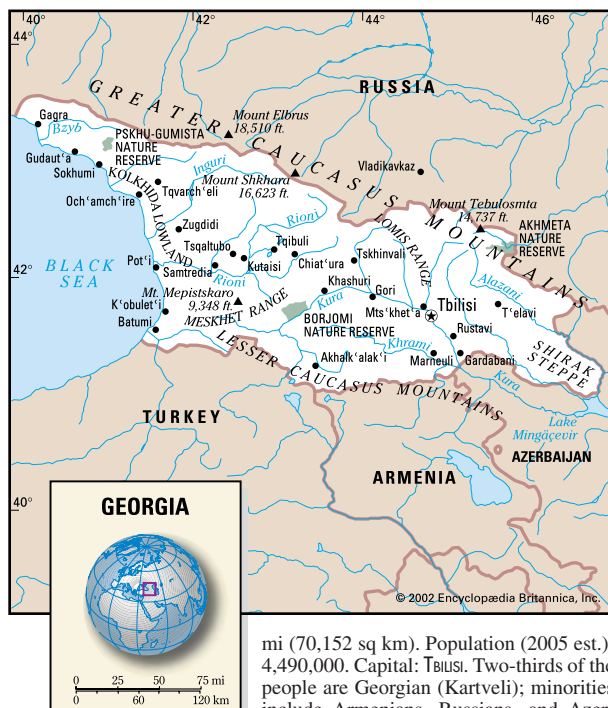 40° 42° 44° 46°
44°
RUSSIA
GREATER CAUCASUS MOUNTAINS
Mount Elbrus
18,510 ft.
Gagra
Bzyb
PSKHU-GUMISTA
NATURE
RESERVE
Gudaut‘a
Sokhumi
Inguri
Vladikavkaz
Mount Shkhara
16,623 ft.
KOLKHIDA LOWLAND
Tqvarch‘eli
Och‘amch‘ire
Mount Tebulosmta
14,737 ft.
Rioni
LOMIS RANGE
AKHMETA
NATURE
RESERVE
Zugdidi
Tsqaltubo
Tqibuli
Tskhinvali
BLACK
SEA
42°
Pot‘i
Samtredia
Kutaisi
Chiat‘ura
Rioni
Khashuri
Gori
Alazani
Mt. Mepistskaro
9,348 ft.
MESKHET RANGE
Kura
Mts‘khet‘a
Tbilisi
T‘elavi
K‘obulet‘i
Batumi
BORJOMI
NATURE RESERVE
Rustavi
Khrami
SHIRAK
STEPPE
Akhalk‘alak‘i
Marneuli
Gardabani
LESSER CAUCASUS MOUNTAINS
Kura
TURKEY
Lake
Mingäçevir
AZERBAIJAN
ARMENIA
40°
GEORGIA
0 25 50 75 mi
0 40 80 120 km
© 2002 Encyclopædia Britannica, Inc.
mi (70,152 sq km). Population (2005 est.)
4,490,000. Capital: TBILISI. Two-thirds of the
people are Georgian (Kartveli); minorities
include Armenians, Russians, and Azer